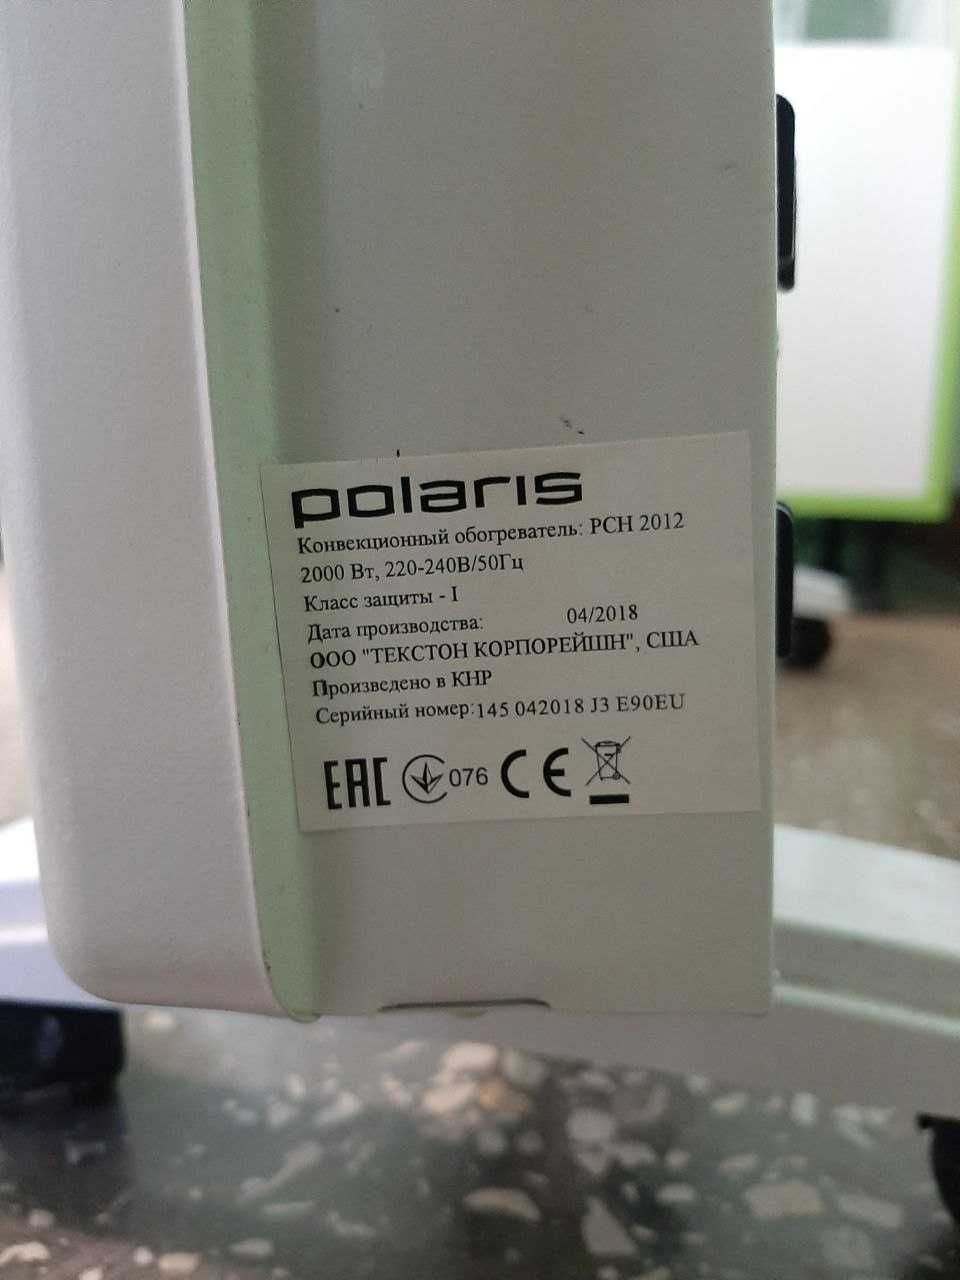 polaris
Конвекционный обогреватель: PCH 2012
2000 Вт, 220-240В/50Гц
Класс защиты - I
Дата производства: 04/2018
ООО "ТЕКСТОН КОРПОРЕЙШН", США
Произведено в КНР
Серийный номер: 145 042018 J3 E90EU
EAC 076 CE